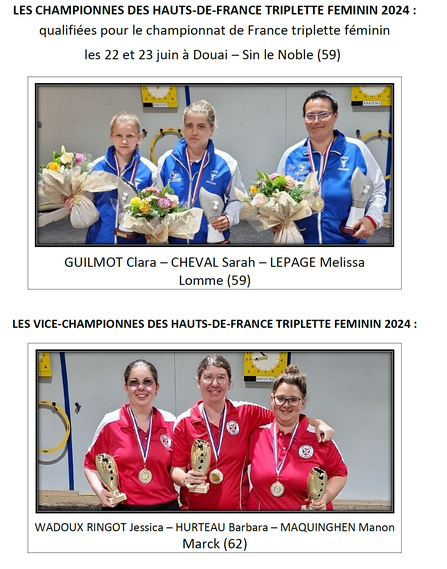 LES CHAMPIONNES DES HAUTS-DE-FRANCE TRIPLETTE FEMININ 2024 :
qualifiées pour le championnat de France triplette féminin
les 22 et 23 juin à Douai – Sin le Noble (59)
GUILMOT Clara – CHEVAL Sarah – LEPAGE Melissa
Lomme (59)
LES VICE-CHAMPIONNES DES HAUTS-DE-FRANCE TRIPLETTE FEMININ 2024 :
AMIENS
WADOUX RINGOT Jessica – HURTEAU Barbara – MAQUINGHEN Manon
Marck (62)